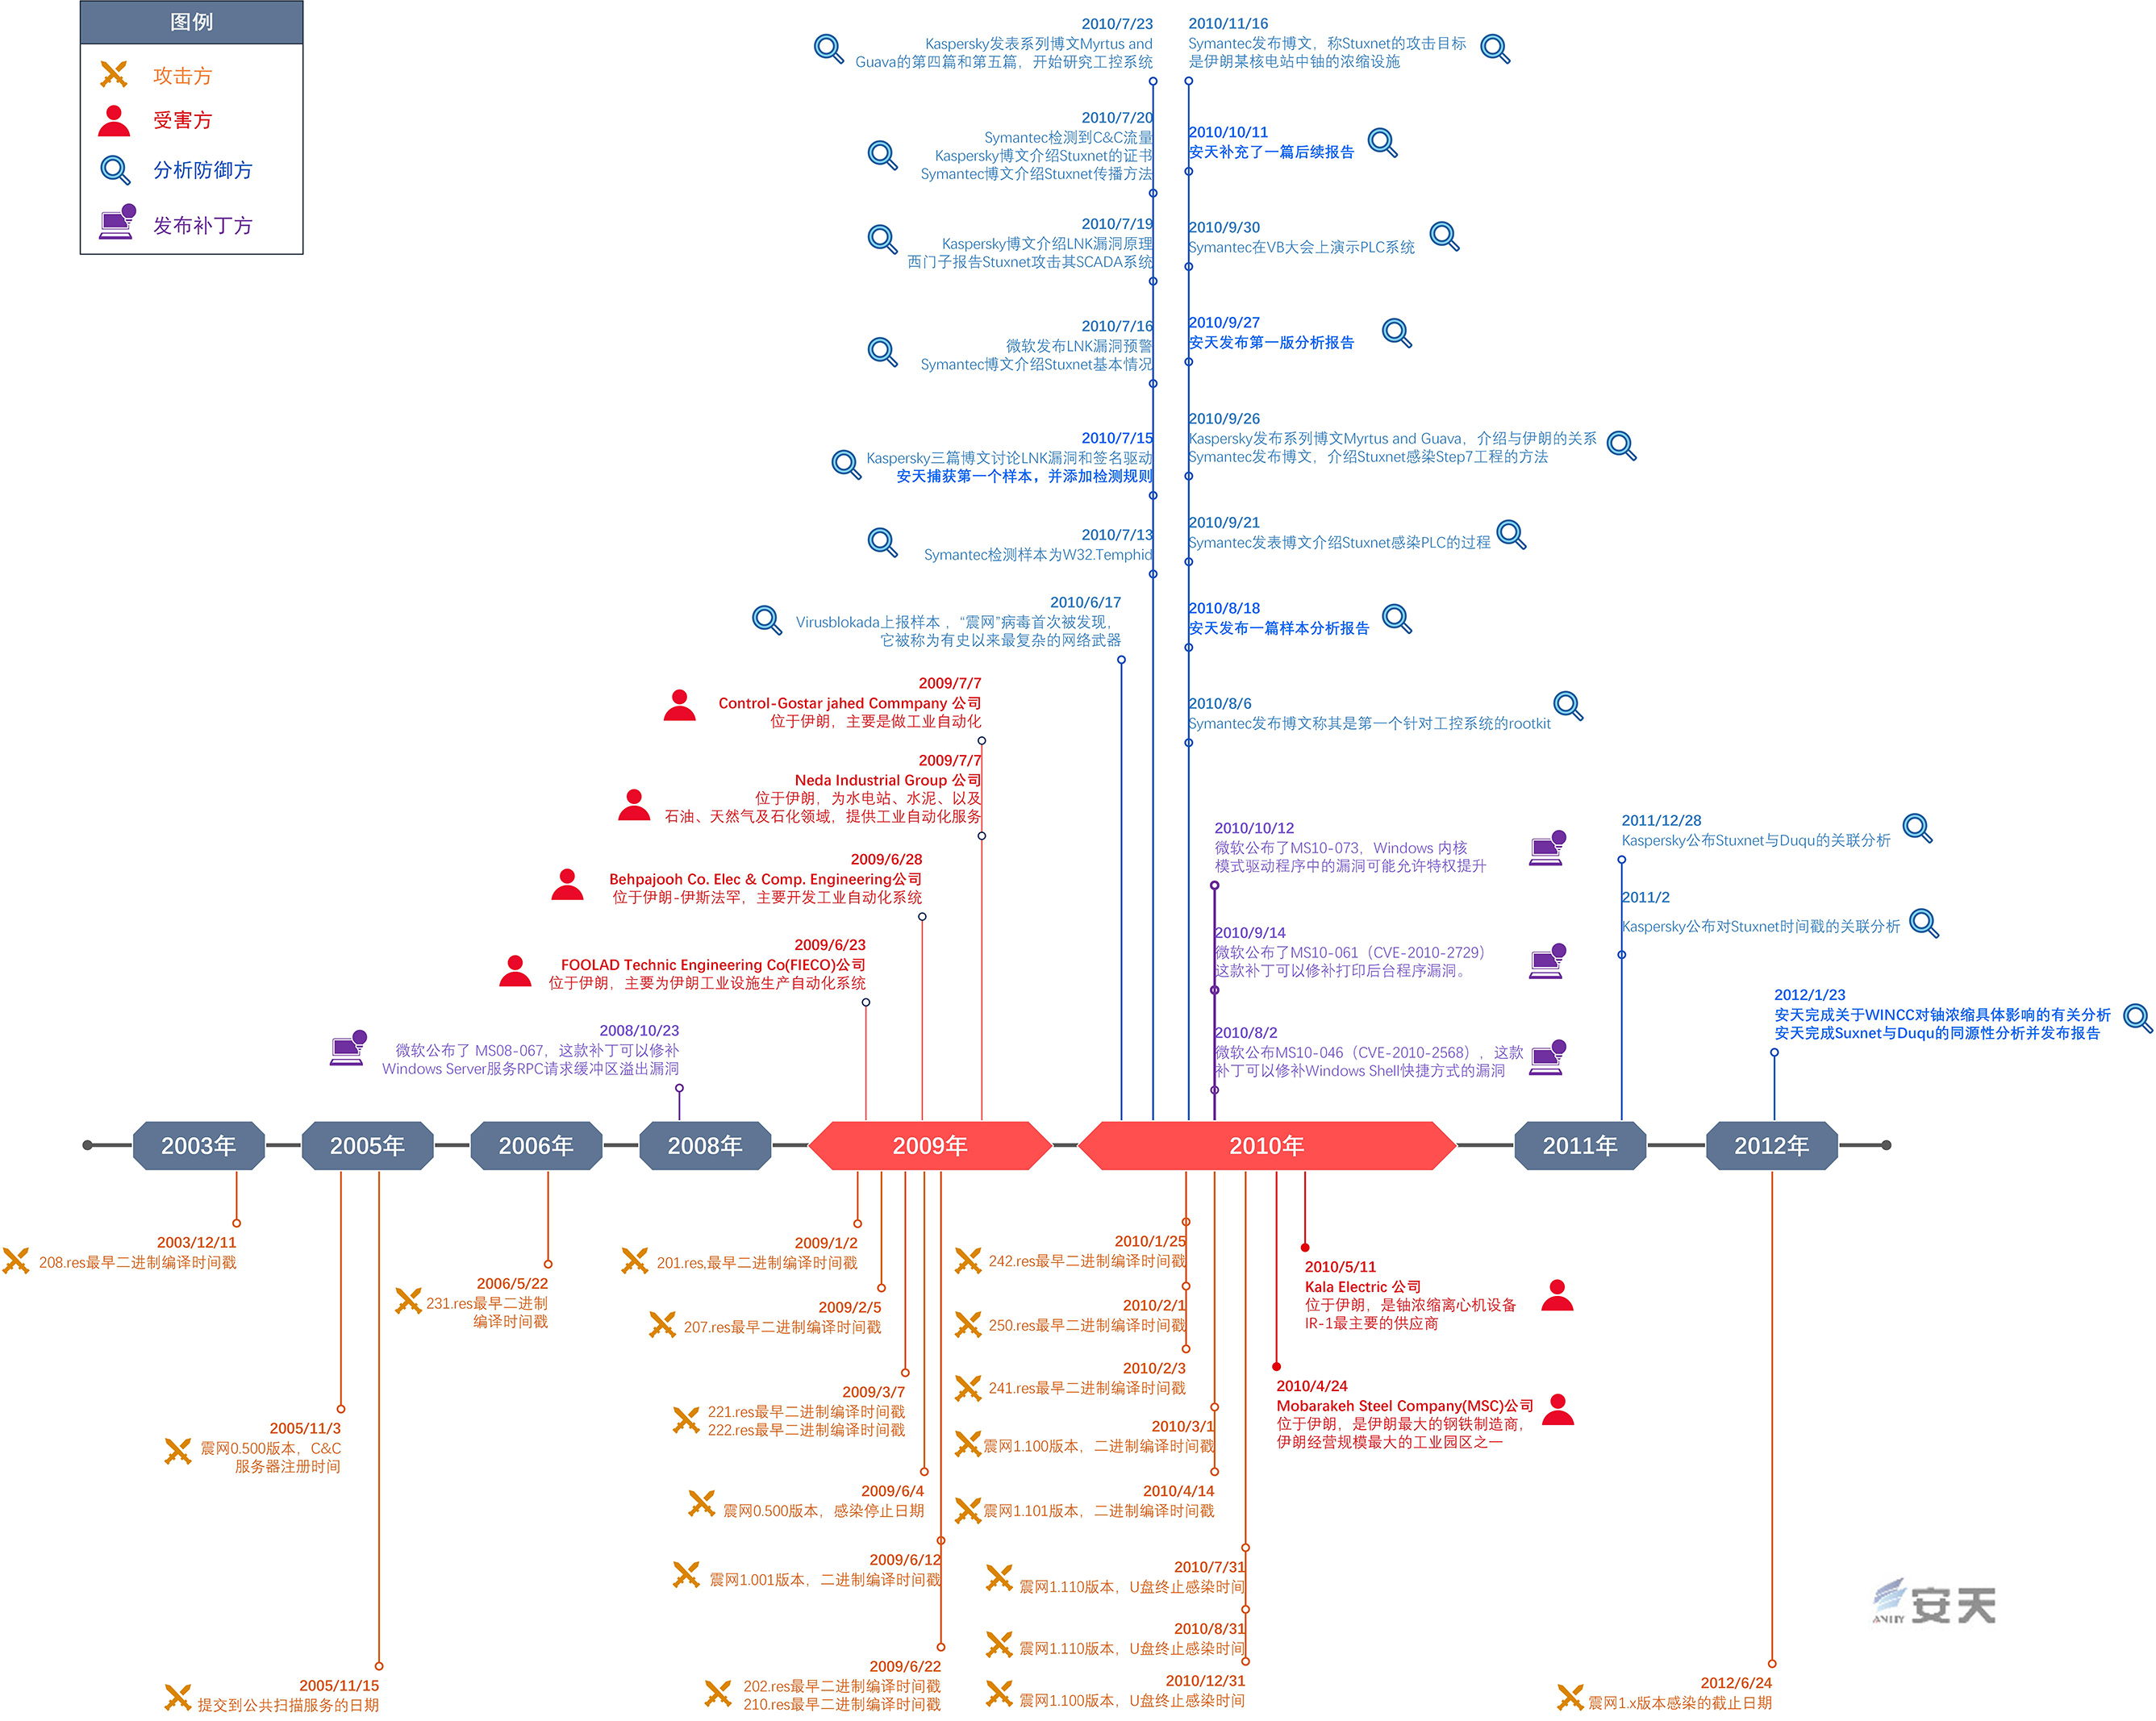 图例
攻击方
受害方
分析防御方
发布补丁方
2010/7/23
Kaspersky发表系列博文Myrtus and
Guava的第四篇和第五篇，开始研究工控系统
2010/7/20
Symantec检测到C&C流量
Kaspersky博文介绍Stuxnet的证书
Symantec博文介绍Stuxnet传播方法
2010/7/19
Kaspersky博文介绍LNK漏洞原理
西门子报告Stuxnet攻击其SCADA系统
2010/7/16
微软发布LNK漏洞预警
Symantec博文介绍Stuxnet基本情况
2010/7/15
Kaspersky三篇博文讨论LNK漏洞和签名驱动
安天捕获第一个样本，并添加检测规则
2010/7/13
Symantec检测样本为W32.Temphid
2010/6/17
Virusblokada上报样本 ，“震网”病毒首次被发现，
它被称为有史以来最复杂的网络武器
2010/11/16
Symantec发布博文，称Stuxnet的攻击目标
是伊朗某核电站中铀的浓缩设施
2010/10/11
安天补充了一篇后续报告
2010/9/30
Symantec在VB大会上演示PLC系统
2010/9/27
安天发布第一版分析报告
2010/9/26
Kaspersky发布系列博文Myrtus and Guava，介绍与伊朗的关系
Symantec发布博文，介绍Stuxnet感染Step7工程的方法
2010/9/21
Symantec发表博文介绍Stuxnet感染PLC的过程
2010/8/18
安天发布一篇样本分析报告
2010/8/6
Symantec发布博文称其是第一个针对工控系统的rootkit
2009/7/7
Control-Gostar jahed Commpany 公司
位于伊朗，主要是做工业自动化
2009/7/7
Neda Industrial Group 公司
位于伊朗，为水电站、水泥、以及
石油、天然气及石化领域，提供工业自动化服务
2009/6/28
Behpajooh Co. Elec & Comp. Engineering公司
位于伊朗-伊斯法罕，主要开发工业自动化系统
2009/6/23
FOOLAD Technic Engineering Co(FIECO)公司
位于伊朗，主要为伊朗工业设施生产自动化系统
2008/10/23
微软公布了 MS08-067，这款补丁可以修补
Windows Server服务RPC请求缓冲区溢出漏洞
2010/10/12
微软公布了MS10-073，Windows 内核
模式驱动程序中的漏洞可能允许特权提升
2010/9/14
微软公布了MS10-061（CVE-2010-2729）
这款补丁可以修补打印后台程序漏洞。
2010/8/2
微软公布MS10-046（CVE-2010-2568），这款
补丁可以修补Windows Shell快捷方式的漏洞
2011/12/28
Kaspersky公布Stuxnet与Duqu的关联分析
2011/2
Kaspersky公布对Stuxnet时间戳的关联分析
2012/1/23
安天完成关于WINCC对铀浓缩具体影响的有关分析
安天完成Suxnet与Duqu的同源性分析并发布报告
2003年
2005年
2006年
2008年
2009年
2010年
2011年
2012年
2003/12/11
208.res最早二进制编译时间戳
2005/11/3
震网0.500版本，C&C
服务器注册时间
2005/11/15
提交到公共扫描服务的日期
2006/5/22
231.res最早二进制
编译时间戳
2009/1/2
201.res,最早二进制编译时间戳
2009/2/5
207.res最早二进制编译时间戳
2009/3/7
221.res最早二进制编译时间戳
222.res最早二进制编译时间戳
2009/6/4
震网0.500版本，感染停止日期
2009/6/12
震网1.001版本，二进制编译时间戳
2009/6/22
202.res最早二进制编译时间戳
210.res最早二进制编译时间戳
2010/1/25
242.res最早二进制编译时间戳
2010/2/1
250.res最早二进制编译时间戳
2010/2/3
241.res最早二进制编译时间戳
2010/3/1
震网1.100版本，二进制编译时间戳
2010/4/14
震网1.101版本，二进制编译时间戳
2010/7/31
震网1.110版本，U盘终止感染时间
2010/8/31
震网1.110版本，U盘终止感染时间
2010/12/31
震网1.100版本，U盘终止感染时间
2010/5/11
Kala Electric 公司
位于伊朗，是铀浓缩离心机设备
IR-1最主要的供应商
2010/4/24
Mobarakeh Steel Company(MSC)公司
位于伊朗，是伊朗最大的钢铁制造商，
伊朗经营规模最大的工业园区之一
2012/6/24
震网1.x版本感染的截止日期
ANTIY 安天